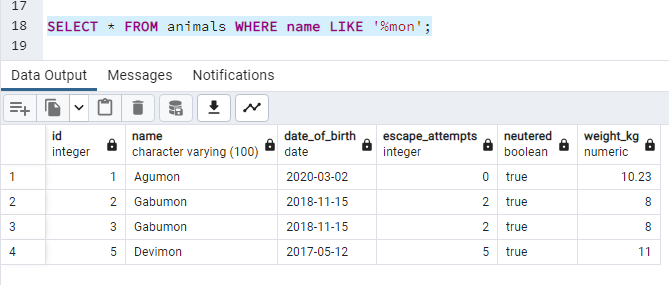 17
18 SELECT * FROM animals WHERE name LIKE '%mon';
19
Data Output Messages Notifications
id name date_of_birth escape_attempts neutered weight_kg
integer character varying (100) date integer boolean numeric
1 1 Agumon 2020-03-02 0 true 10.23
2 2 Gabumon 2018-11-15 2 true 8
3 3 Gabumon 2018-11-15 2 true 8
4 5 Devimon 2017-05-12 5 true 11